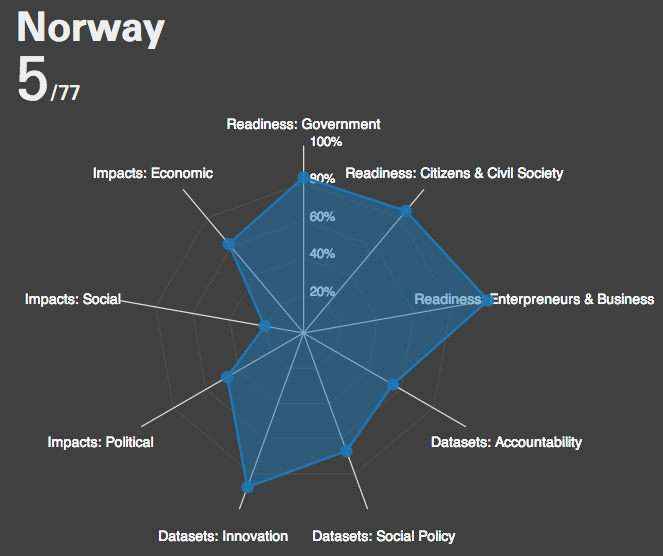 Norway
5/77
Readiness: Government
100%
Impacts: Economic
80%
Readiness: Citizens & Civil Society
60%
40%
20%
Impacts: Social
Readiness: Enterpreneurs & Business
Impacts: Political
Datasets: Accountability
Datasets: Innovation
Datasets: Social Policy